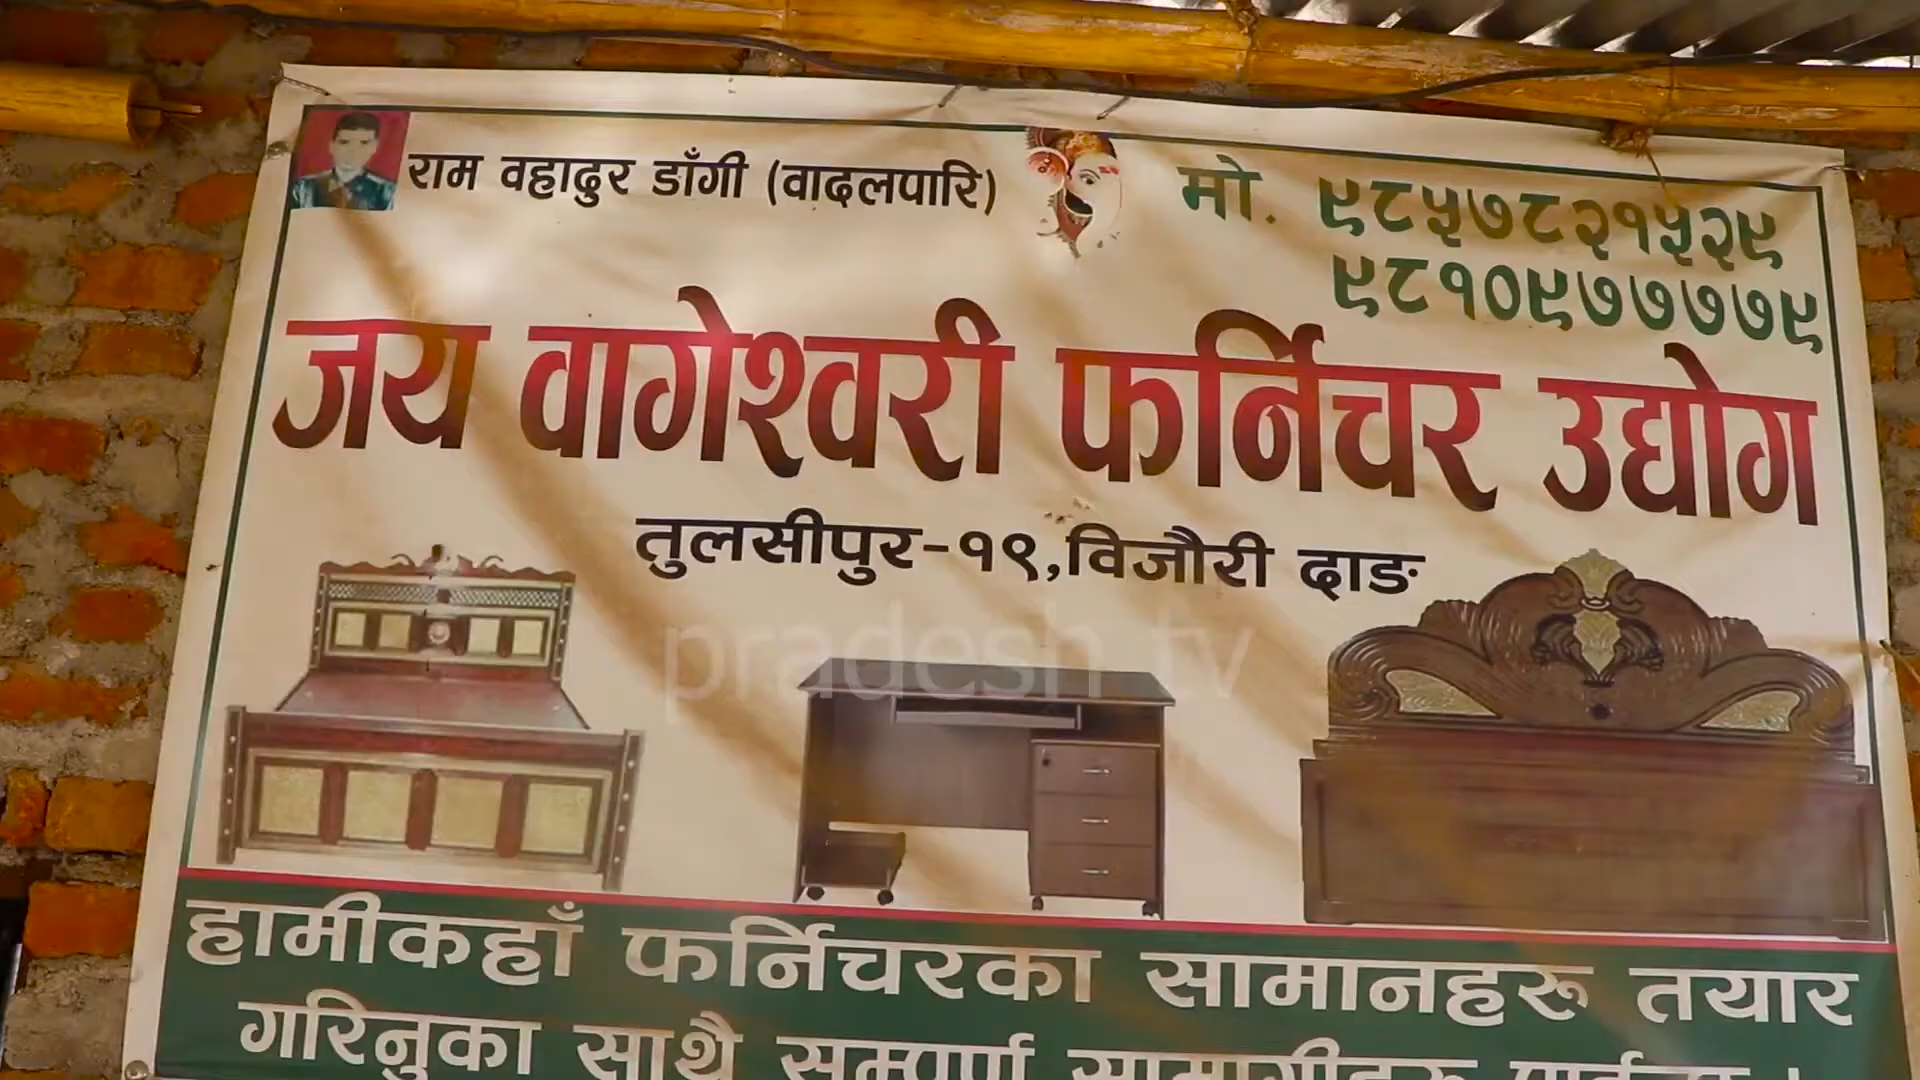 राम वहादुर डाँगी (वादलपारि)
मो. ९८५७८२१५२९
९८१०९७७७७९
जय वागेश्वरी फर्निचर उद्योग
तुलसीपुर-१९,विजौरी दाङ
pradesh tv
हामीकहाँ फर्निचरका सामानहरू तयार
गरिनुका साथै सम्पूर्ण